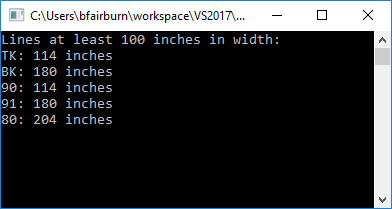 C:\Users\bfairburn\workspace\VS2017\...
Lines at least 100 inches in width:
TK: 114 inches
BK: 180 inches
90: 114 inches
91: 180 inches
80: 204 inches